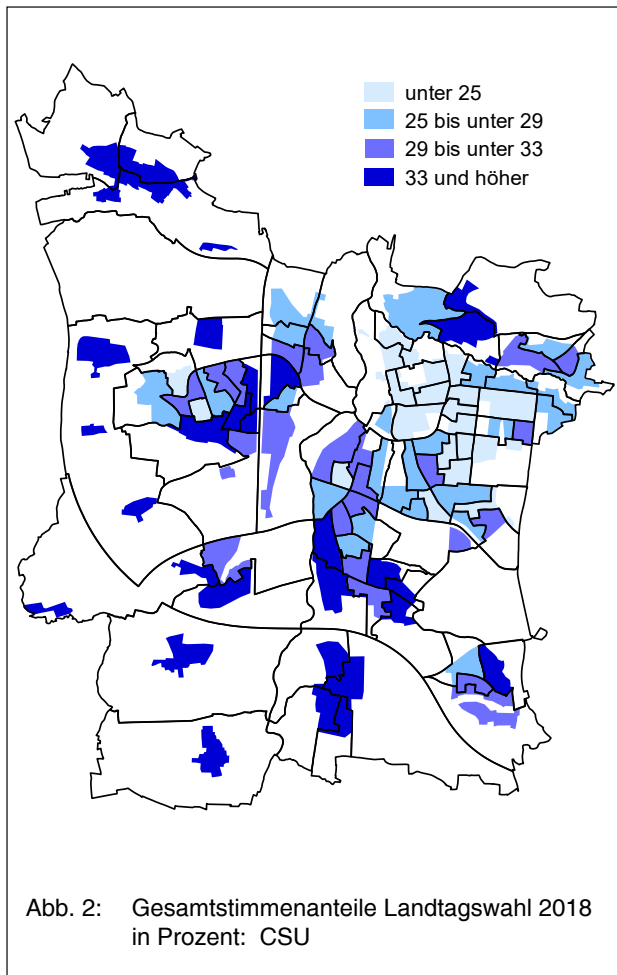 unter 25
25 bis unter 29
29 bis unter 33
33 und höher
Abb. 2: Gesamtstimmenanteile Landtagswahl 2018
in Prozent: CSU